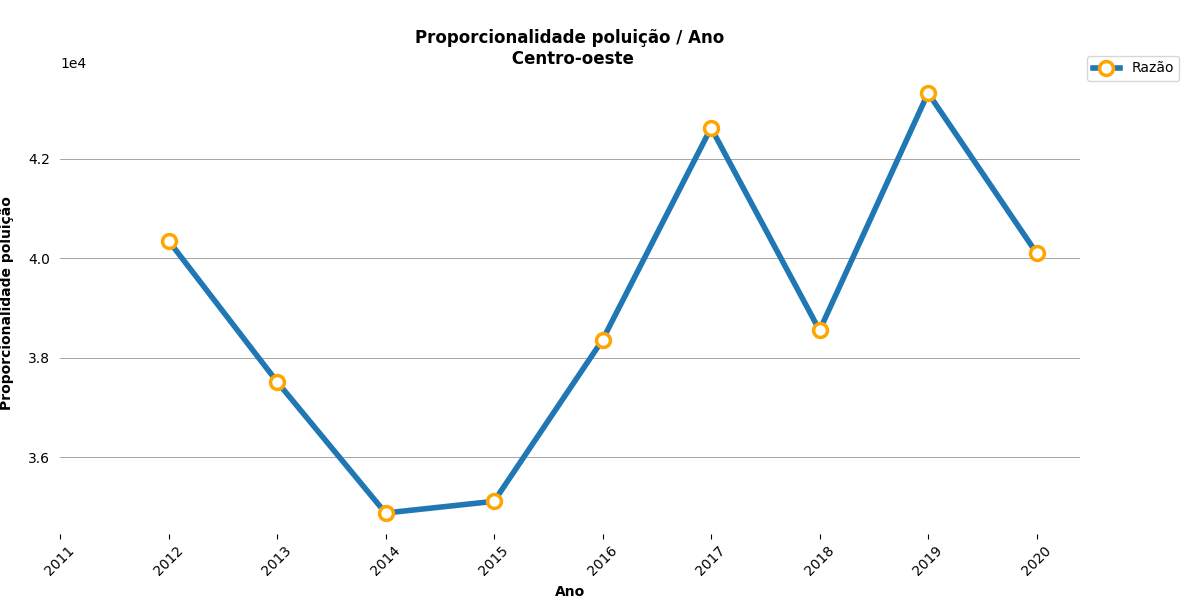 Proporcionalidade poluição / Ano
Centro-oeste
1e4
Razão
4.2
4.0
3.8
3.6
Proporcionalidade poluição
2011 2012 2013 2014 2015 2016 2017 2018 2019 2020
Ano